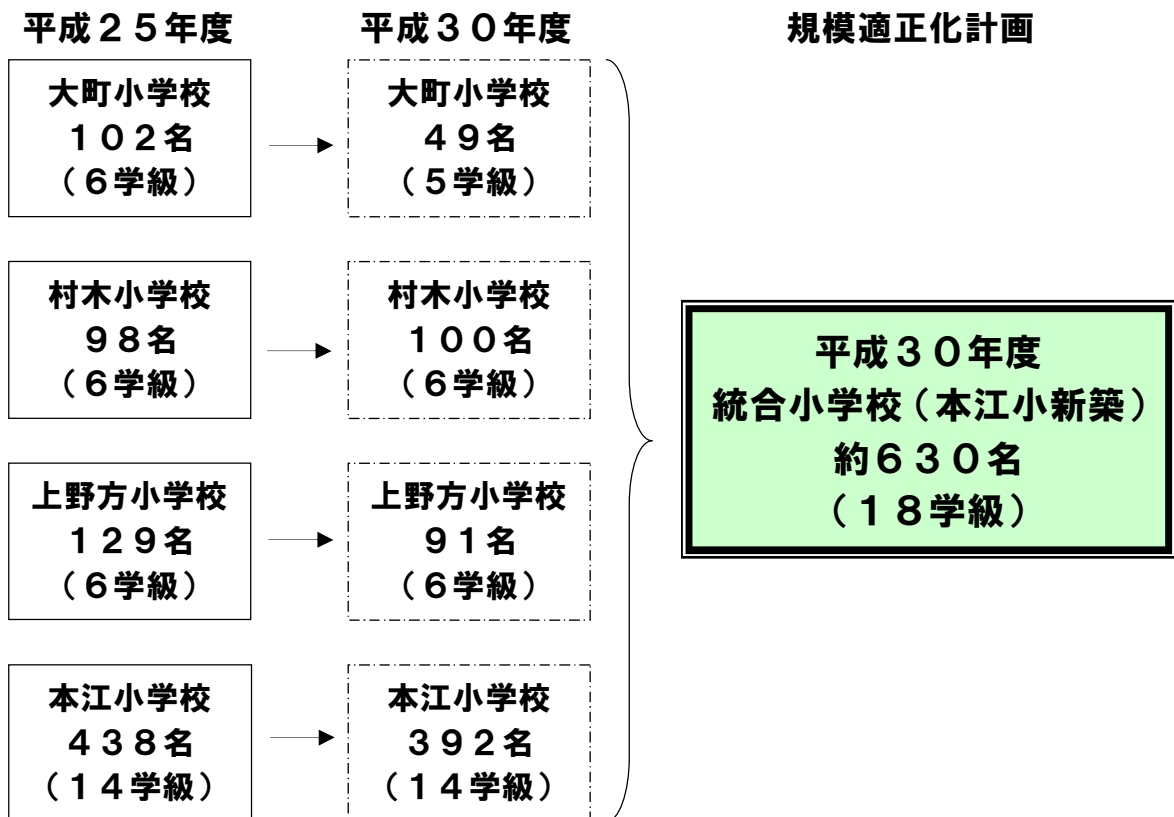 平成２５年度
平成３０年度
規模適正化計画
大町小学校
１０２名
（６学級）
大町小学校
４９名
（５学級）
村木小学校
９８名
（６学級）
村木小学校
１００名
（６学級）
上野方小学校
１２９名
（６学級）
上野方小学校
９１名
（６学級）
本江小学校
４３８名
（１４学級）
本江小学校
３９２名
（１４学級）
平成３０年度
統合小学校（本江小新築）
約６３０名
（１８学級）